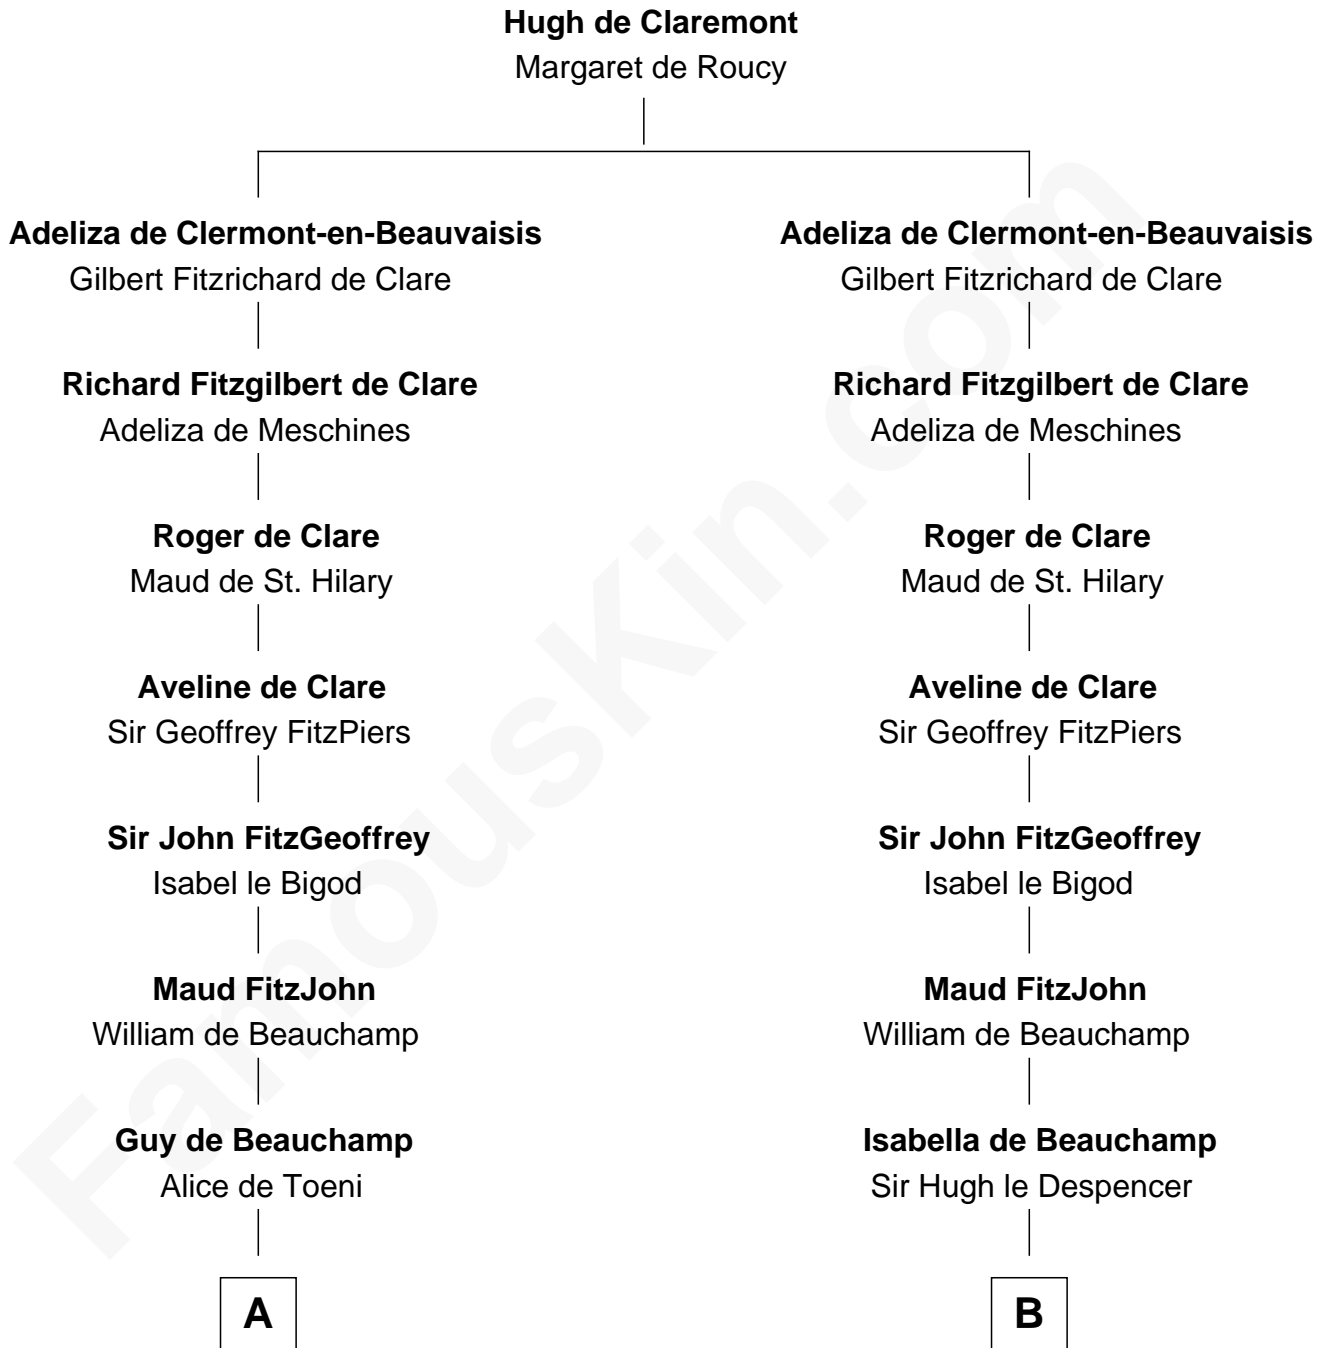 Hugh de Claremont
Margaret de Roucy
Adeliza de Clermont-en-Beauvaisis
Gilbert Fitzrichard de Clare
Richard Fitzgilbert de Clare
Adeliza de Meschines
Roger de Clare
Maud de St. Hilary
Aveline de Clare
Sir Geoffrey FitzPiers
Sir John FitzGeoffrey
Isabel le Bigod
Maud FitzJohn
William de Beauchamp
Guy de Beauchamp
Alice de Toeni
A
Adeliza de Clermont-en-Beauvaisis
Gilbert Fitzrichard de Clare
Richard Fitzgilbert de Clare
Adeliza de Meschines
Roger de Clare
Maud de St. Hilary
Aveline de Clare
Sir Geoffrey FitzPiers
Sir John FitzGeoffrey
Isabel le Bigod
Maud FitzJohn
William de Beauchamp
Isabella de Beauchamp
Sir Hugh le Despencer
B
FamousKin.com